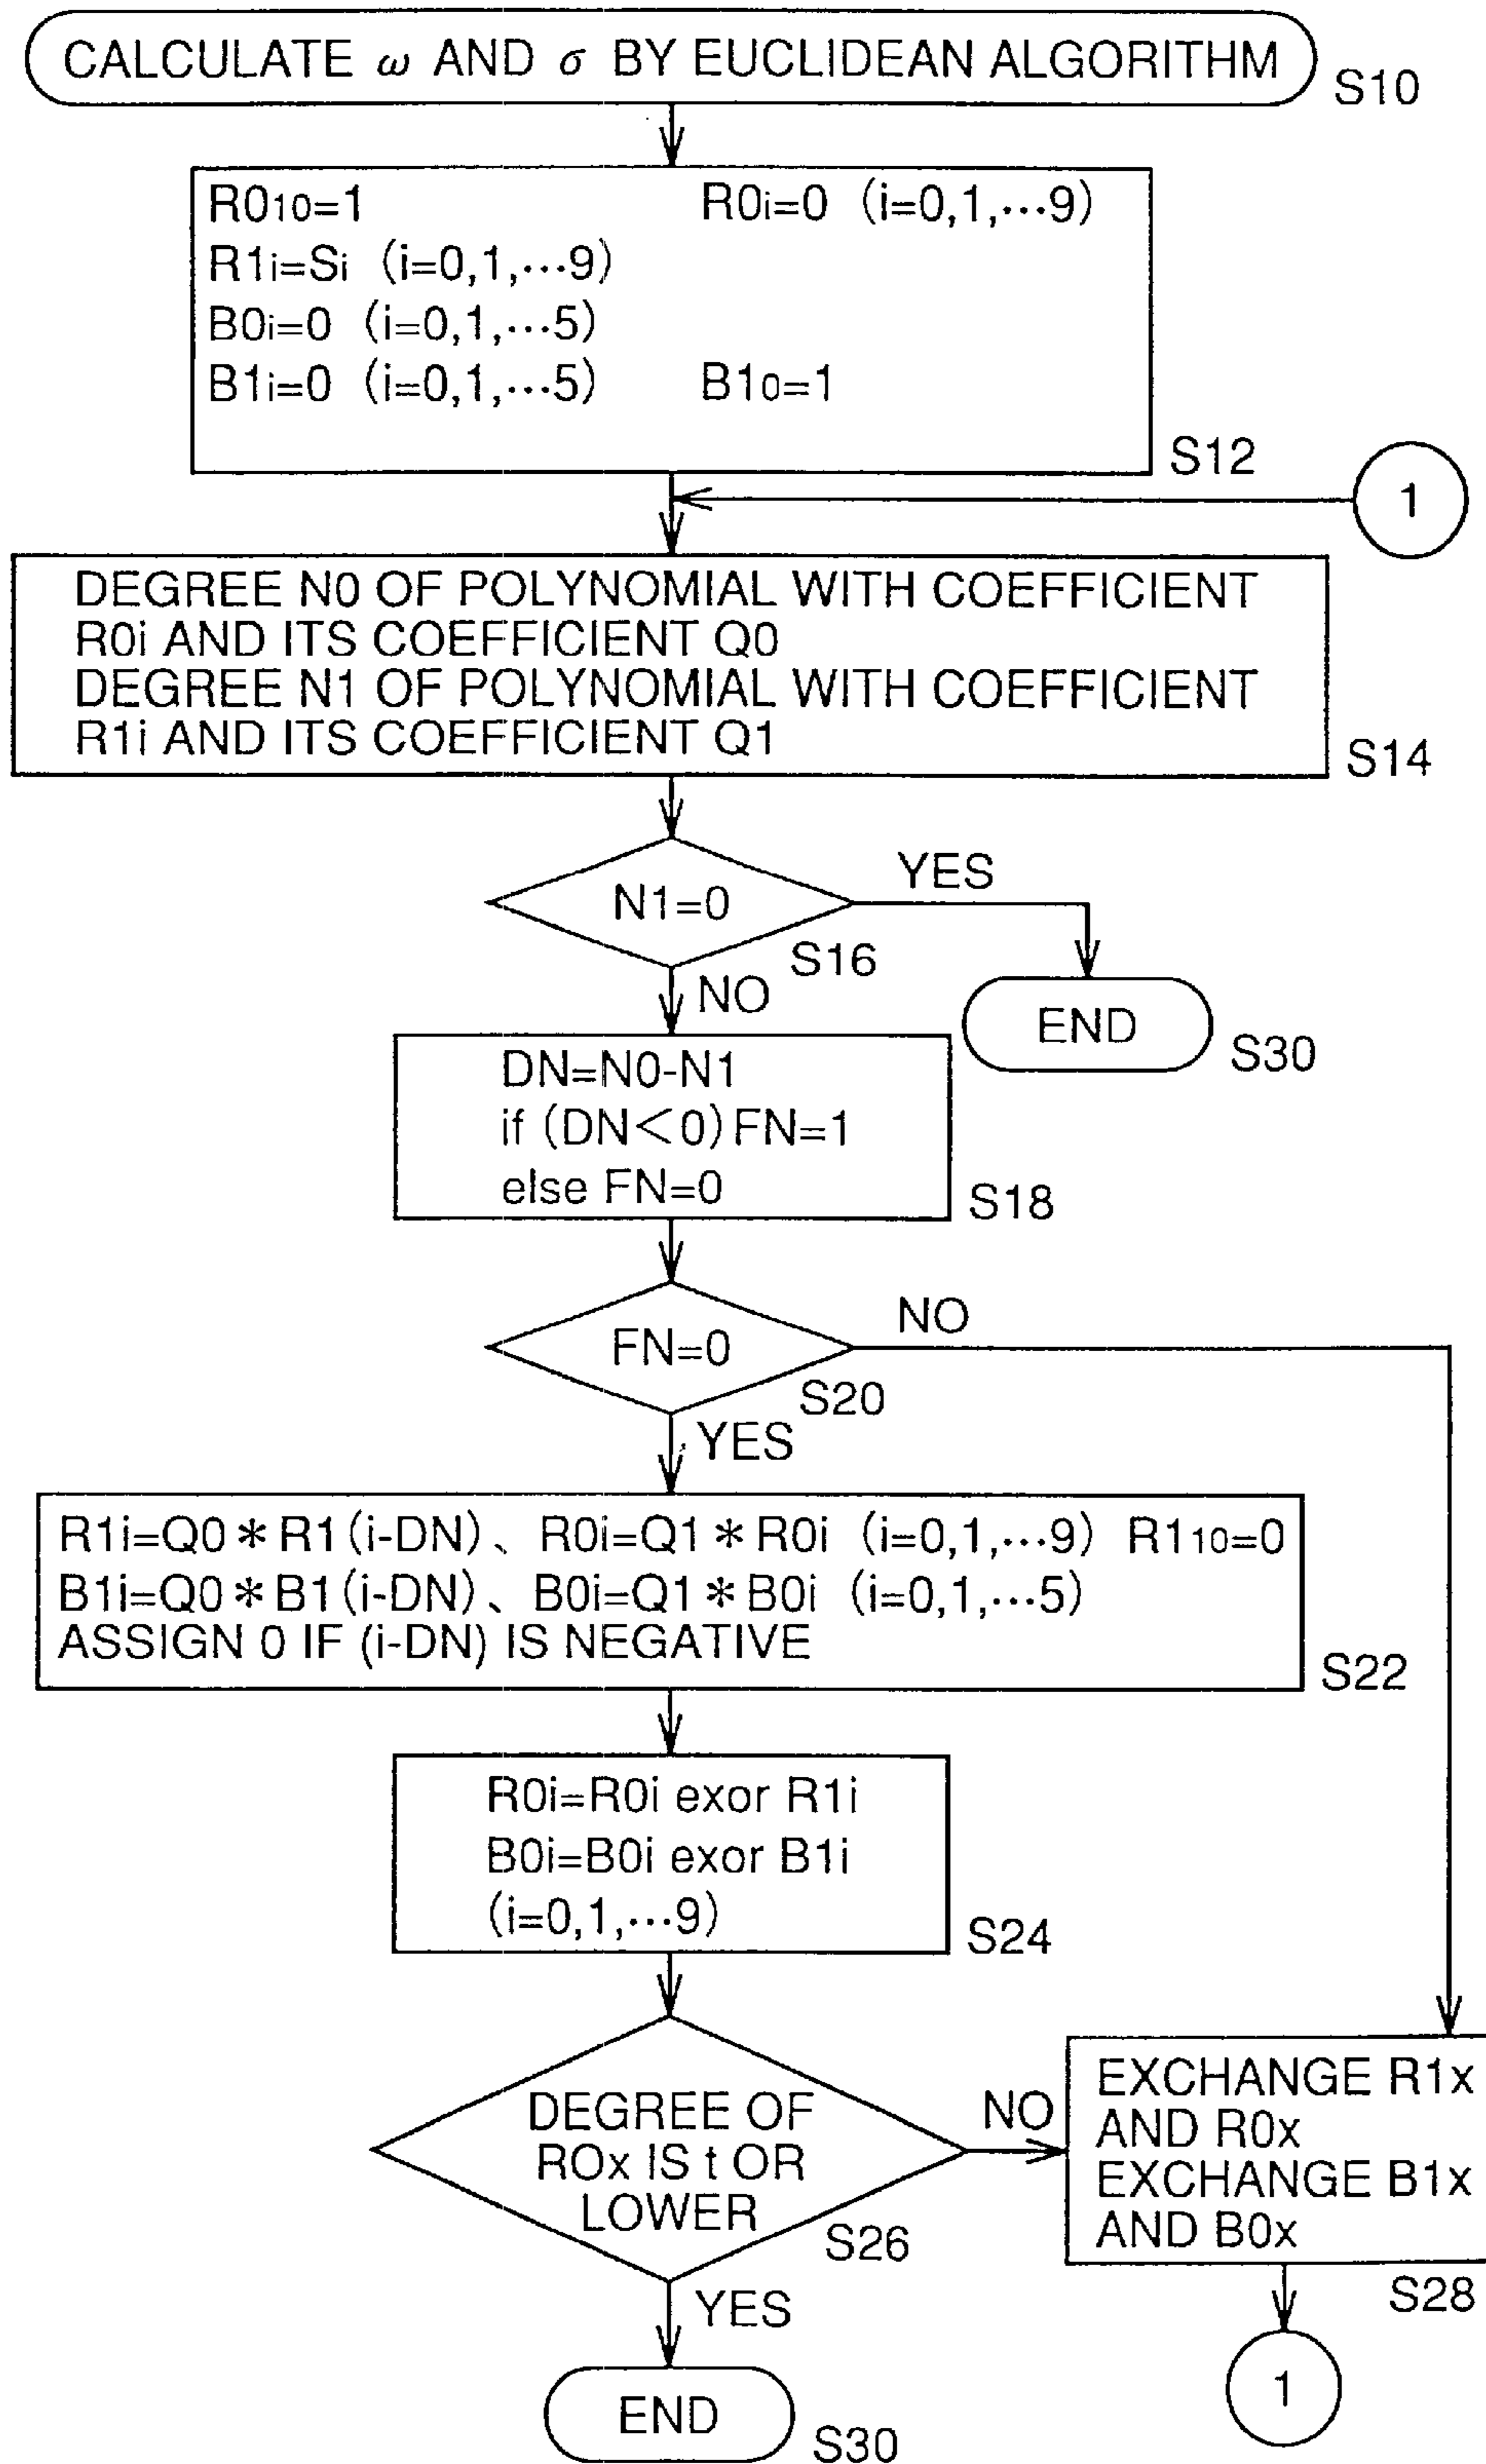 CALCULATE ω AND σ BY EUCLIDEAN ALGORITHM
S10
R010=1 R0i=0 (i=0,1,···9)
R1i=Si (i=0,1,···9)
B0i=0 (i=0,1,···5)
B1i=0 (i=0,1,···5) B10=1
S12
1
DEGREE N0 OF POLYNOMIAL WITH COEFFICIENT
R0i AND ITS COEFFICIENT Q0
DEGREE N1 OF POLYNOMIAL WITH COEFFICIENT
R1i AND ITS COEFFICIENT Q1
S14
N1=0
YES
S16
NO
END
S30
DN=N0-N1
if (DN<0) FN=1
else FN=0
S18
FN=0
NO
S20
YES
R1i=Q0*R1(i-DN)、R0i=Q1*R0i (i=0,1,···9) R110=0
B1i=Q0*B1(i-DN)、B0i=Q1*B0i (i=0,1,···5)
ASSIGN 0 IF (i-DN) IS NEGATIVE
S22
R0i=R0i exor R1i
B0i=B0i exor B1i
(i=0,1,···9)
S24
DEGREE OF
ROx IS t OR
LOWER
S26
NO
EXCHANGE R1x
AND R0x
EXCHANGE B1x
AND B0x
S28
YES
1
END
S30